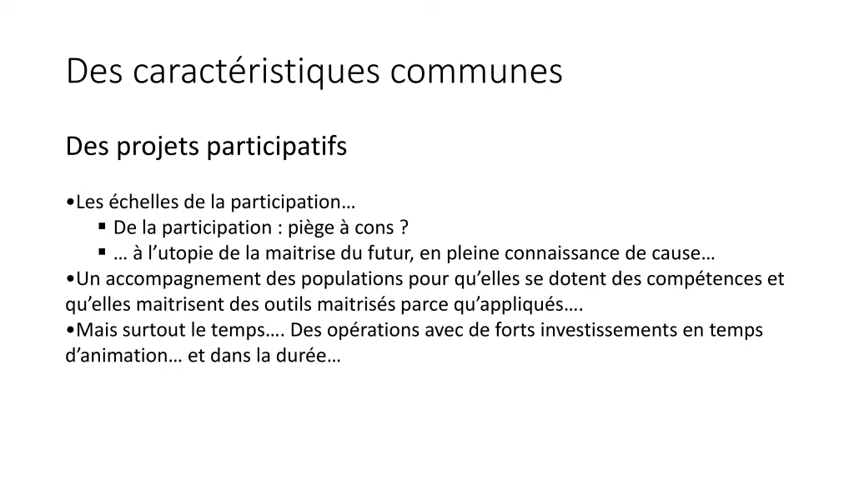 Des caractéristiques communes
Des projets participatifs
•Les échelles de la participation…
▪ De la participation : piège à cons ?
▪ … à l’utopie de la maitrise du futur, en pleine connaissance de cause…
•Un accompagnement des populations pour qu’elles se dotent des compétences et
qu’elles maitrisent des outils maitrisés parce qu’appliqués….
•Mais surtout le temps…. Des opérations avec de forts investissements en temps
d’animation… et dans la durée…